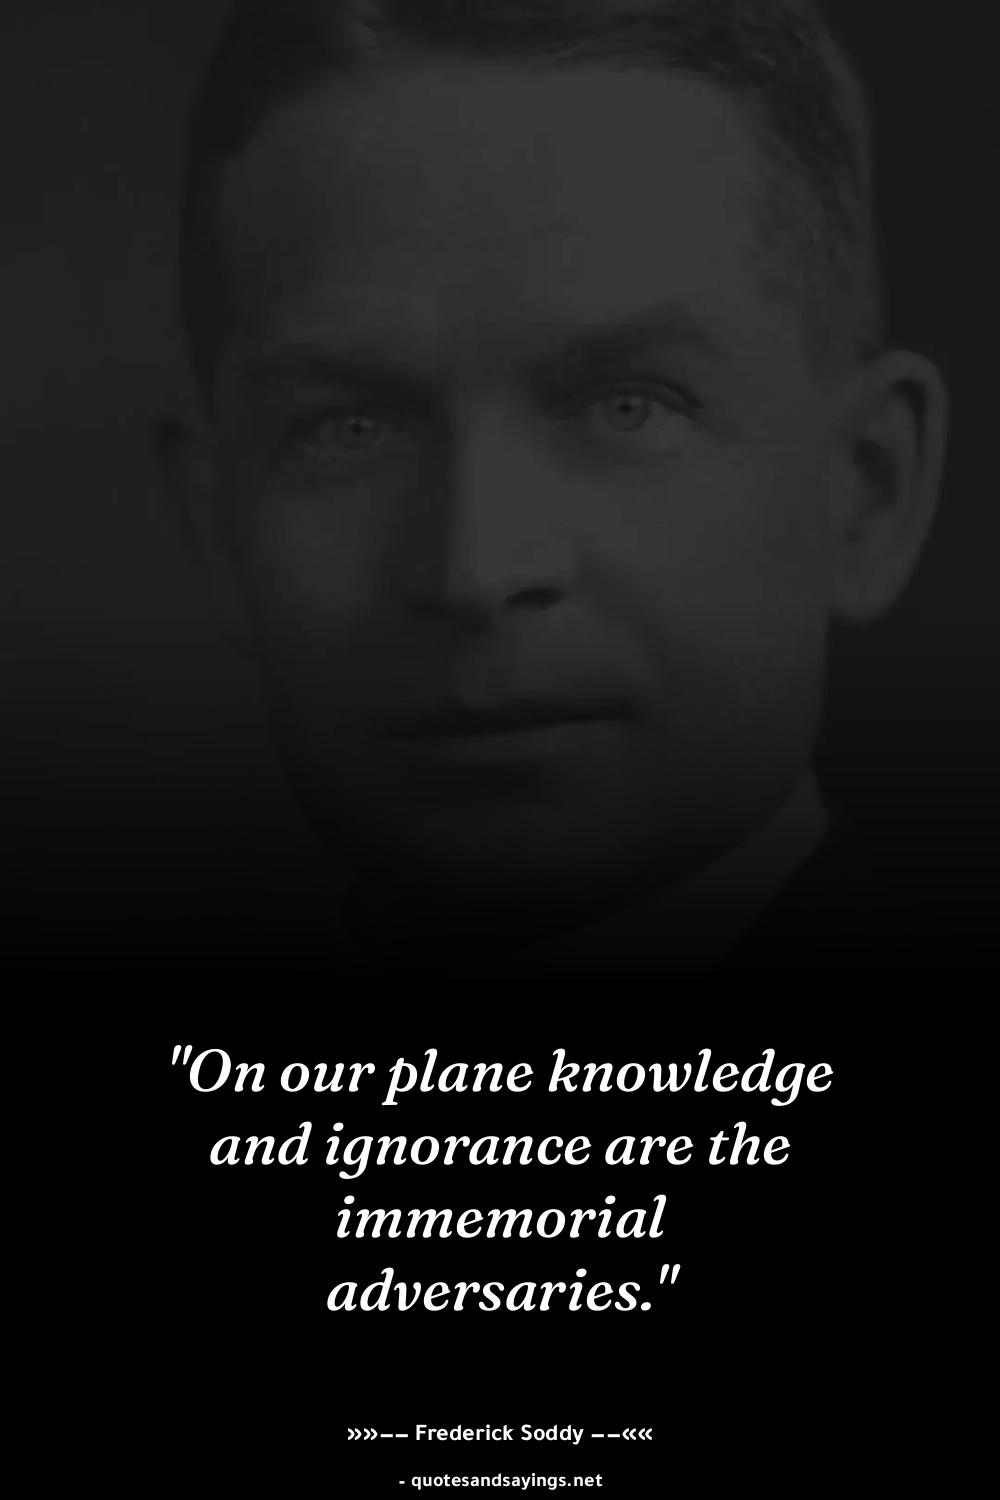 "On our plane knowledge
and ignorance are the
immemorial
adversaries."
»»–– Frederick Soddy ––««
- quotesandsayings.net